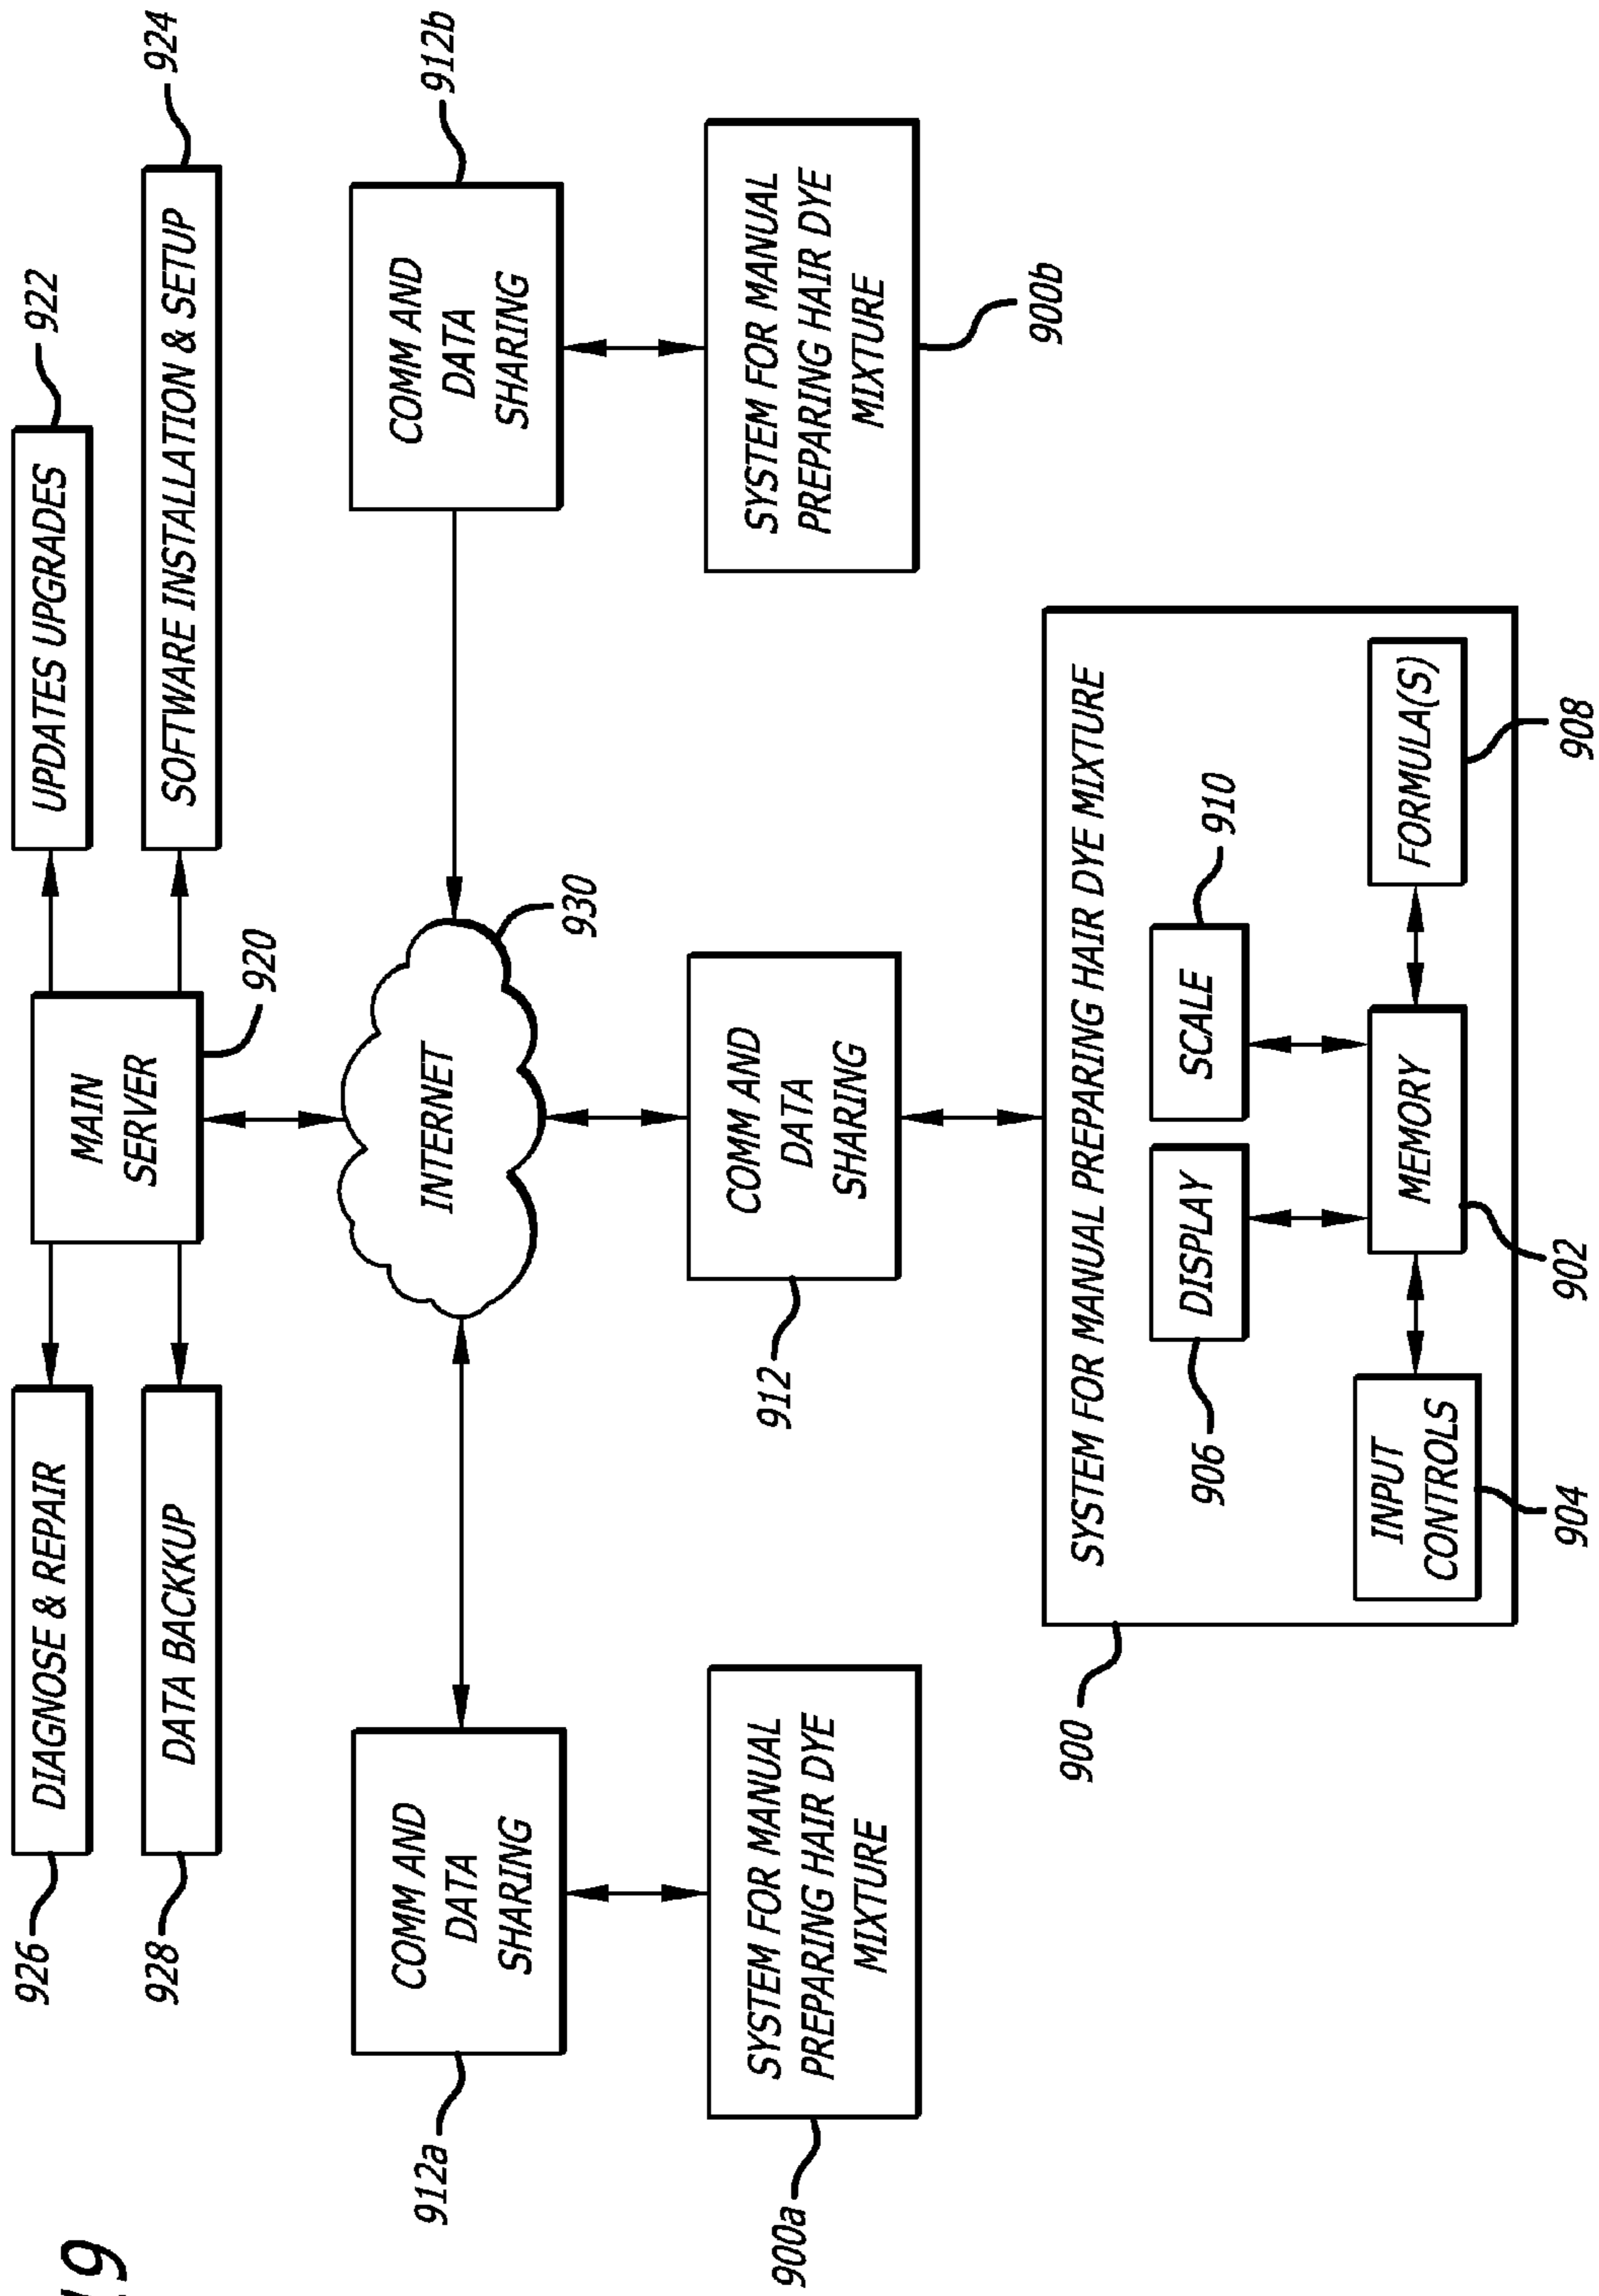 926
DIAGNOSE & REPAIR
928
DATA BACKKUP
MAIN
SERVER
920
UPDATES UPGRADES
922
SOFTWARE INSTALLATION & SETUP
924
912a
COMM AND
DATA
SHARING
INTERNET
930
COMM AND
DATA
SHARING
912b
900a
SYSTEM FOR MANUAL
PREPARING HAIR DYE
MIXTURE
912
COMM AND
DATA
SHARING
SYSTEM FOR MANUAL
PREPARING HAIR DYE
MIXTURE
900b
900
SYSTEM FOR MANUAL PREPARING HAIR DYE MIXTURE
906
DISPLAY
SCALE
910
INPUT
CONTROLS
MEMORY
FORMULA(S)
904
902
908